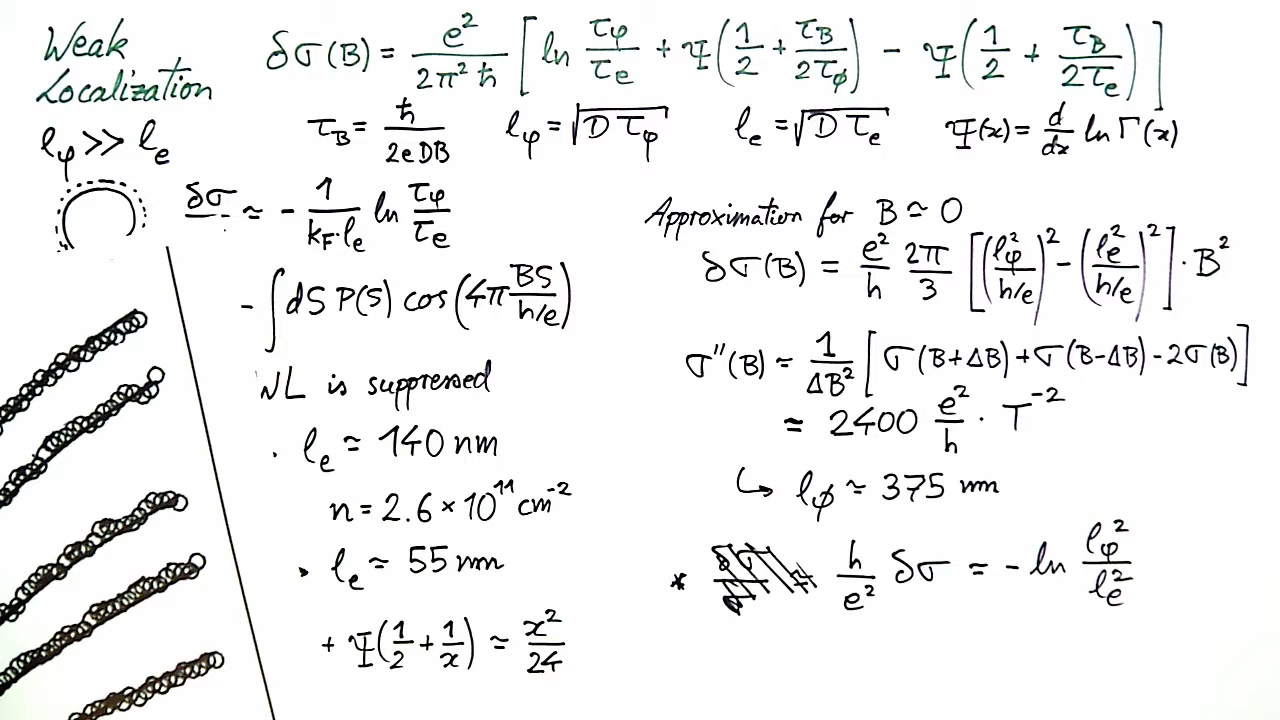 Weak Localization
δσ(B) = e²/(2π²ħ) [ ln τφ/τe + Ψ(1/2 + τB/2τϕ) − Ψ(1/2 + τB/2τe) ]
lφ >> le
τB = ħ/(2eDB)   lφ = √(D τφ)   le = √(D τe)   Ψ(x) = d/dx ln Γ(x)
δσ ≃ − 1/(kF·le) ln τφ/τe
− ∫ dS P(S) cos(4π BS/(h/e))
WL is suppressed
· le ≃ 140 nm
n = 2.6 × 10¹¹ cm⁻²
· le ≃ 55 nm
+ Ψ(1/2 + 1/x) ≃ x²/24
Approximation for B ≃ 0
δσ(B) = e²/h 2π/3 [ (lφ²/(h/e))² − (le²/(h/e))² ] · B²
σ''(B) ≃ 1/ΔB² [ σ(B+ΔB) + σ(B−ΔB) − 2σ(B) ]
≃ 2400 e²/h · T⁻²
↳ lϕ ≃ 375 nm
* h/e² δσ ≃ − ln lφ²/le²